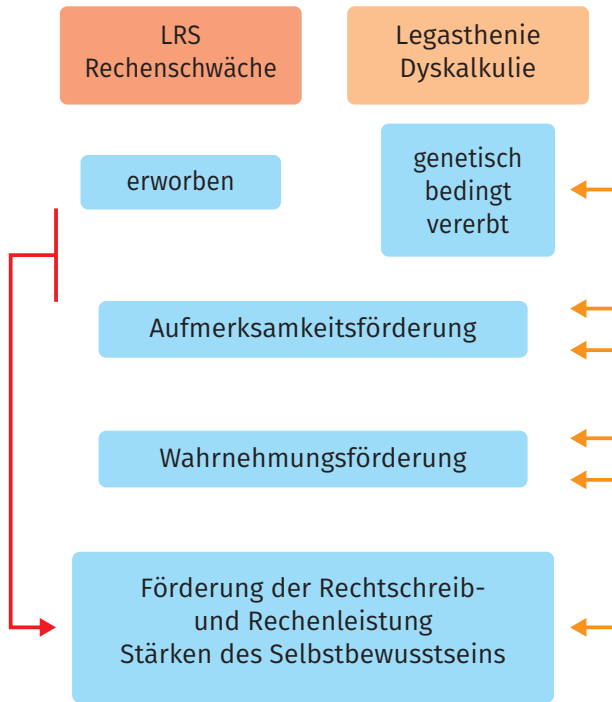 LRS
Rechenschwäche
Legasthenie
Dyskalkulie
erworben
genetisch
bedingt
vererbt
Aufmerksamkeitsförderung
Wahrnehmungsförderung
Förderung der Rechtschreib-
und Rechenleistung
Stärken des Selbstbewusstseins